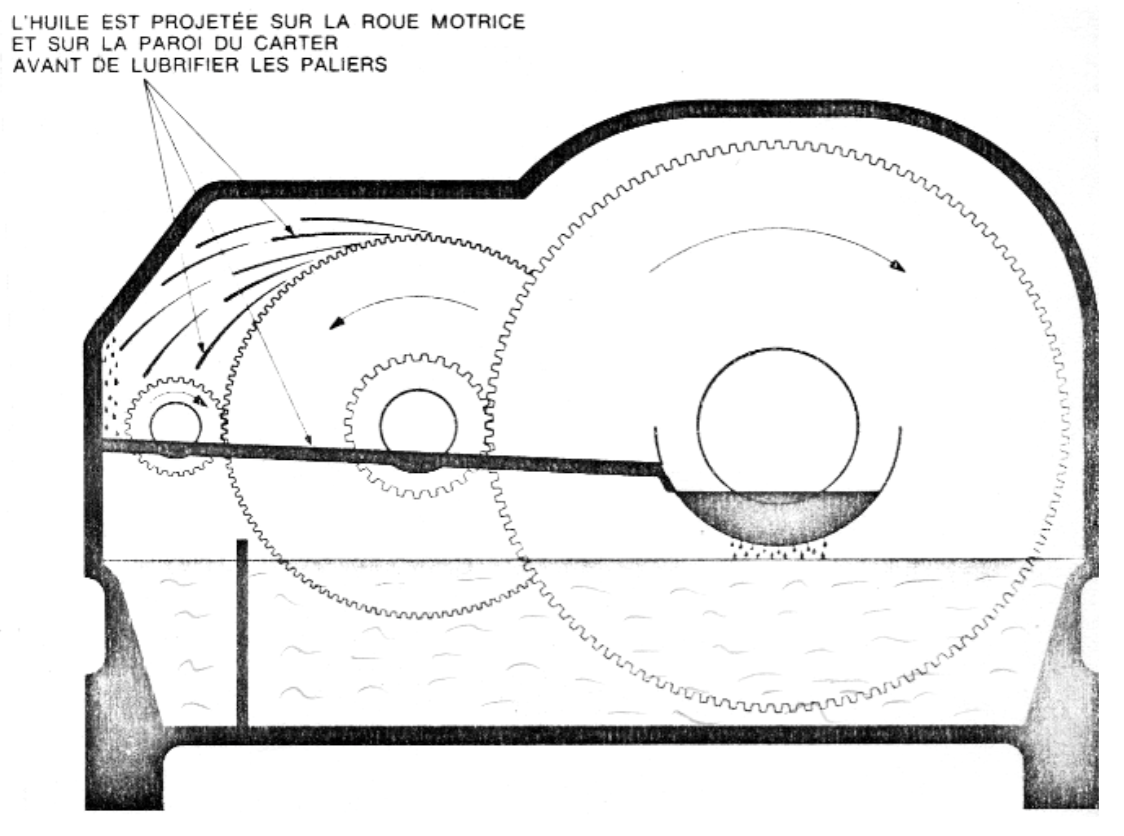 L'HUILE EST PROJETÉE SUR LA ROUE MOTRICE
ET SUR LA PAROI DU CARTER
AVANT DE LUBRIFIER LES PALIERS